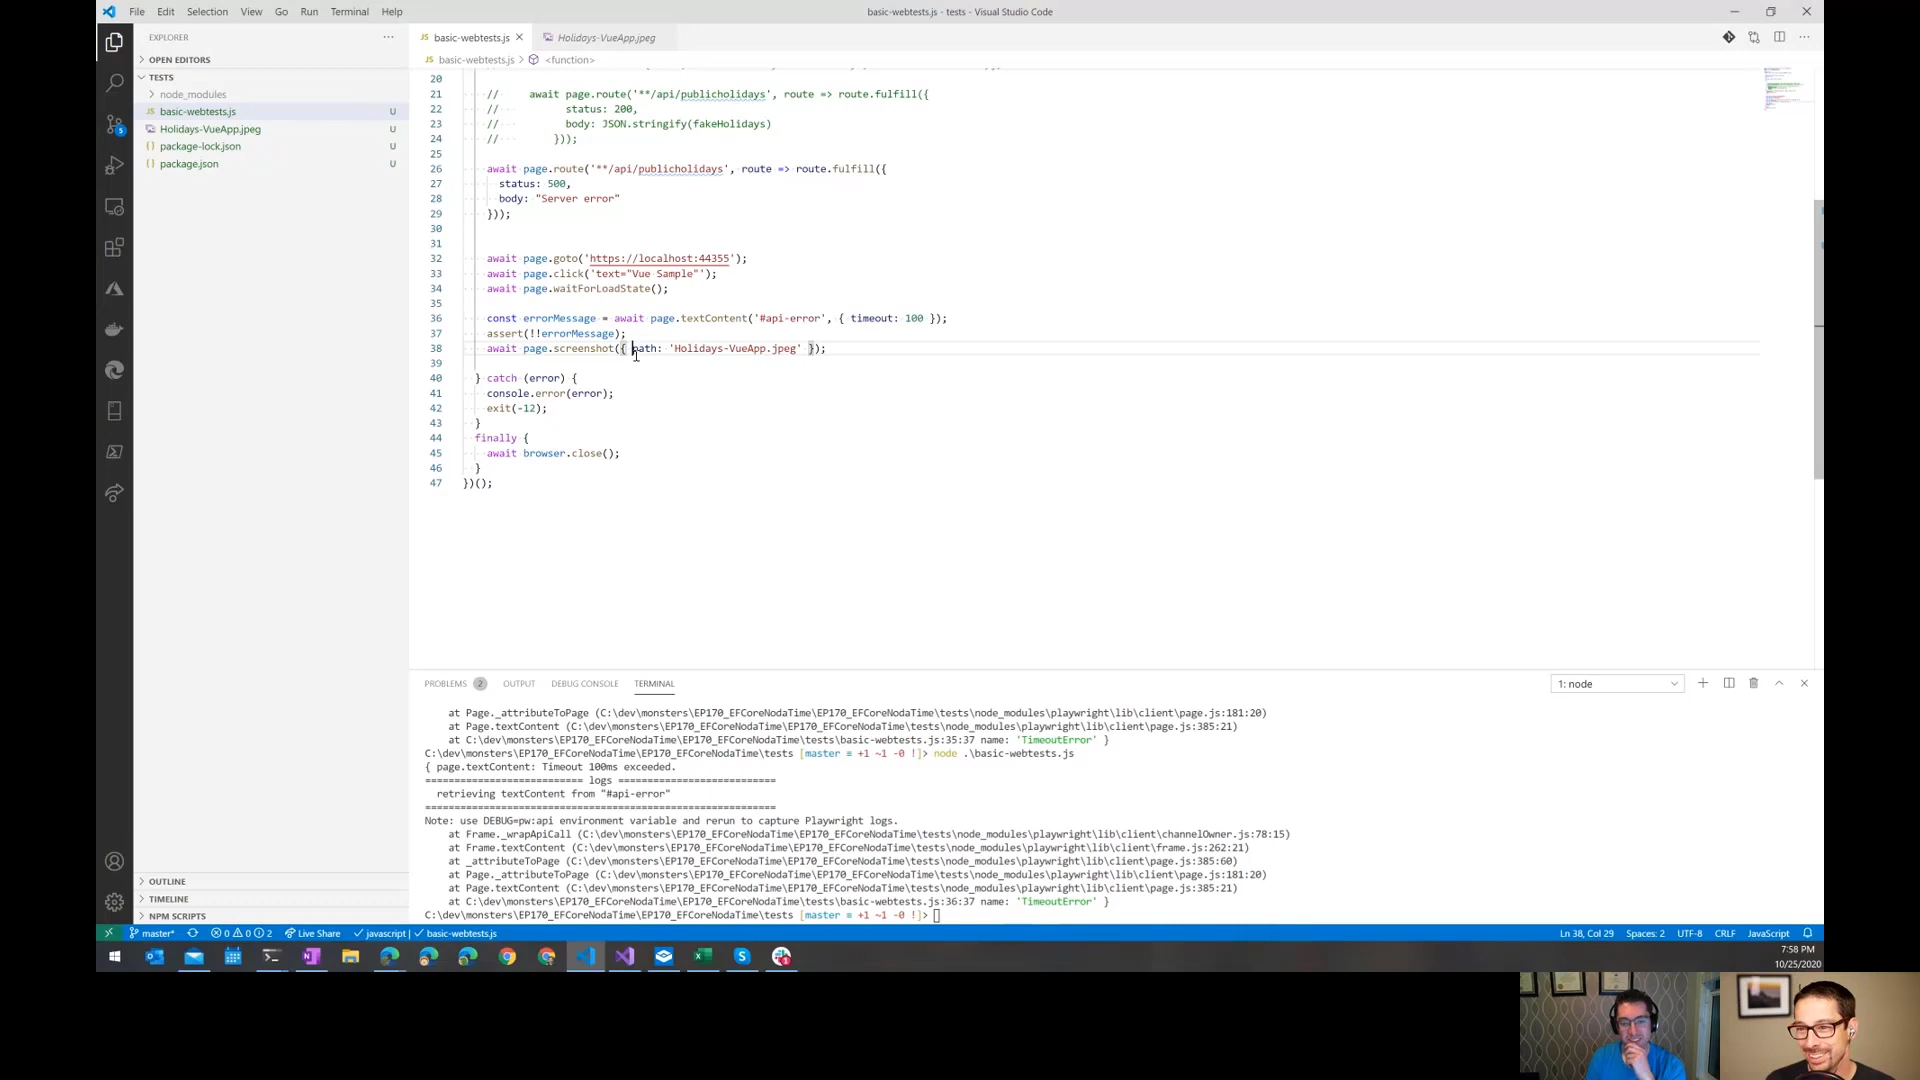 File Edit Selection View Go Run Terminal Help
basic-webtests.js - tests - Visual Studio Code
EXPLORER
OPEN EDITORS
TESTS
node_modules
basic-webtests.js U
Holidays-VueApp.jpeg U
package-lock.json U
package.json U
OUTLINE
TIMELINE
NPM SCRIPTS
basic-webtests.js
Holidays-VueApp.jpeg
basic-webtests.js > <function>
20
21 // await page.route('**/api/publicholidays', route => route.fulfill({
22 // status: 200,
23 // body: JSON.stringify(fakeHolidays)
24 // }));
25
26 await page.route('**/api/publicholidays', route => route.fulfill({
27 status: 500,
28 body: "Server error"
29 }));
30
31
32 await page.goto('https://localhost:44355');
33 await page.click('text="Vue Sample"');
34 await page.waitForLoadState();
35
36 const errorMessage = await page.textContent('#api-error', { timeout: 100 });
37 assert(!!errorMessage);
38 await page.screenshot({ path: 'Holidays-VueApp.jpeg' });
39
40 } catch (error) {
41 console.error(error);
42 exit(-12);
43 }
44 finally {
45 await browser.close();
46 }
47 })();
PROBLEMS 2 OUTPUT DEBUG CONSOLE TERMINAL
1: node
at Page._attributeToPage (C:\dev\monsters\EP170_EFCoreNodaTime\EP170_EFCoreNodaTime\tests\node_modules\playwright\lib\client\page.js:181:20)
at Page.textContent (C:\dev\monsters\EP170_EFCoreNodaTime\EP170_EFCoreNodaTime\tests\node_modules\playwright\lib\client\page.js:385:21)
at C:\dev\monsters\EP170_EFCoreNodaTime\EP170_EFCoreNodaTime\tests\basic-webtests.js:35:37 name: 'TimeoutError' }
C:\dev\monsters\EP170_EFCoreNodaTime\EP170_EFCoreNodaTime\tests [master ≡ +1 ~1 -0 !]> node .\basic-webtests.js
{ page.textContent: Timeout 100ms exceeded.
=========================== logs ===========================
retrieving textContent from "#api-error"
============================================================
Note: use DEBUG=pw:api environment variable and rerun to capture Playwright logs.
at Frame._wrapApiCall (C:\dev\monsters\EP170_EFCoreNodaTime\EP170_EFCoreNodaTime\tests\node_modules\playwright\lib\client\channelOwner.js:78:15)
at Frame.textContent (C:\dev\monsters\EP170_EFCoreNodaTime\EP170_EFCoreNodaTime\tests\node_modules\playwright\lib\client\frame.js:262:21)
at _attributeToPage (C:\dev\monsters\EP170_EFCoreNodaTime\EP170_EFCoreNodaTime\tests\node_modules\playwright\lib\client\page.js:385:60)
at Page._attributeToPage (C:\dev\monsters\EP170_EFCoreNodaTime\EP170_EFCoreNodaTime\tests\node_modules\playwright\lib\client\page.js:181:20)
at Page.textContent (C:\dev\monsters\EP170_EFCoreNodaTime\EP170_EFCoreNodaTime\tests\node_modules\playwright\lib\client\page.js:385:21)
at C:\dev\monsters\EP170_EFCoreNodaTime\EP170_EFCoreNodaTime\tests\basic-webtests.js:36:37 name: 'TimeoutError' }
C:\dev\monsters\EP170_EFCoreNodaTime\EP170_EFCoreNodaTime\tests [master ≡ +1 ~1 -0 !]>
master* 0 0 2 Live Share javascript | basic-webtests.js
Ln 38, Col 29 Spaces: 2 UTF-8 CRLF JavaScript
7:58 PM
10/25/2020